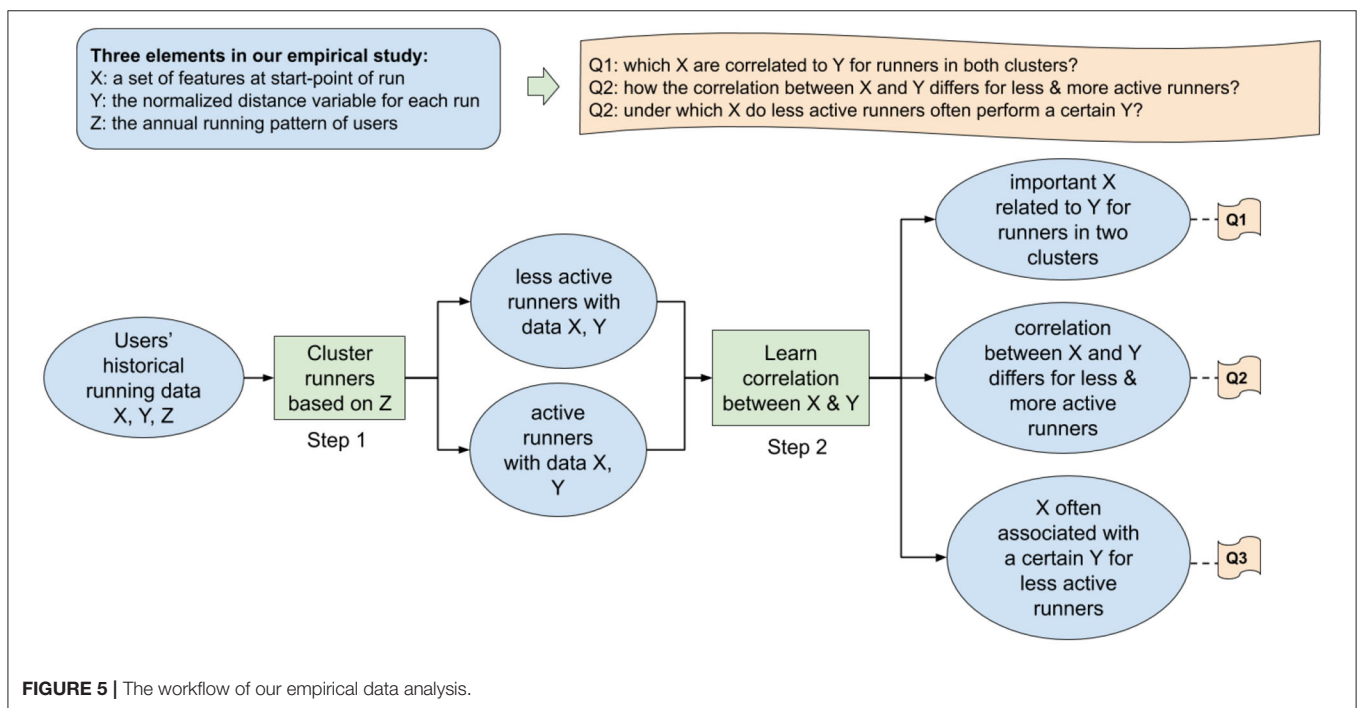 Three elements in our empirical study:
X: a set of features at start-point of run
Y: the normalized distance variable for each run
Z: the annual running pattern of users
Q1: which X are correlated to Y for runners in both clusters?
Q2: how the correlation between X and Y differs for less & more active runners?
Q2: under which X do less active runners often perform a certain Y?
Users'
historical
running data
X, Y, Z
Cluster
runners
based on Z
Step 1
less active
runners with
data X, Y
active
runners
with data X,
Y
Learn
correlation
between X & Y
Step 2
important X
related to Y for
runners in two
clusters
Q1
correlation
between X and Y
differs for less &
more active
runners
Q2
X often
associated with
a certain Y for
less active
runners
Q3
FIGURE 5 | The workflow of our empirical data analysis.